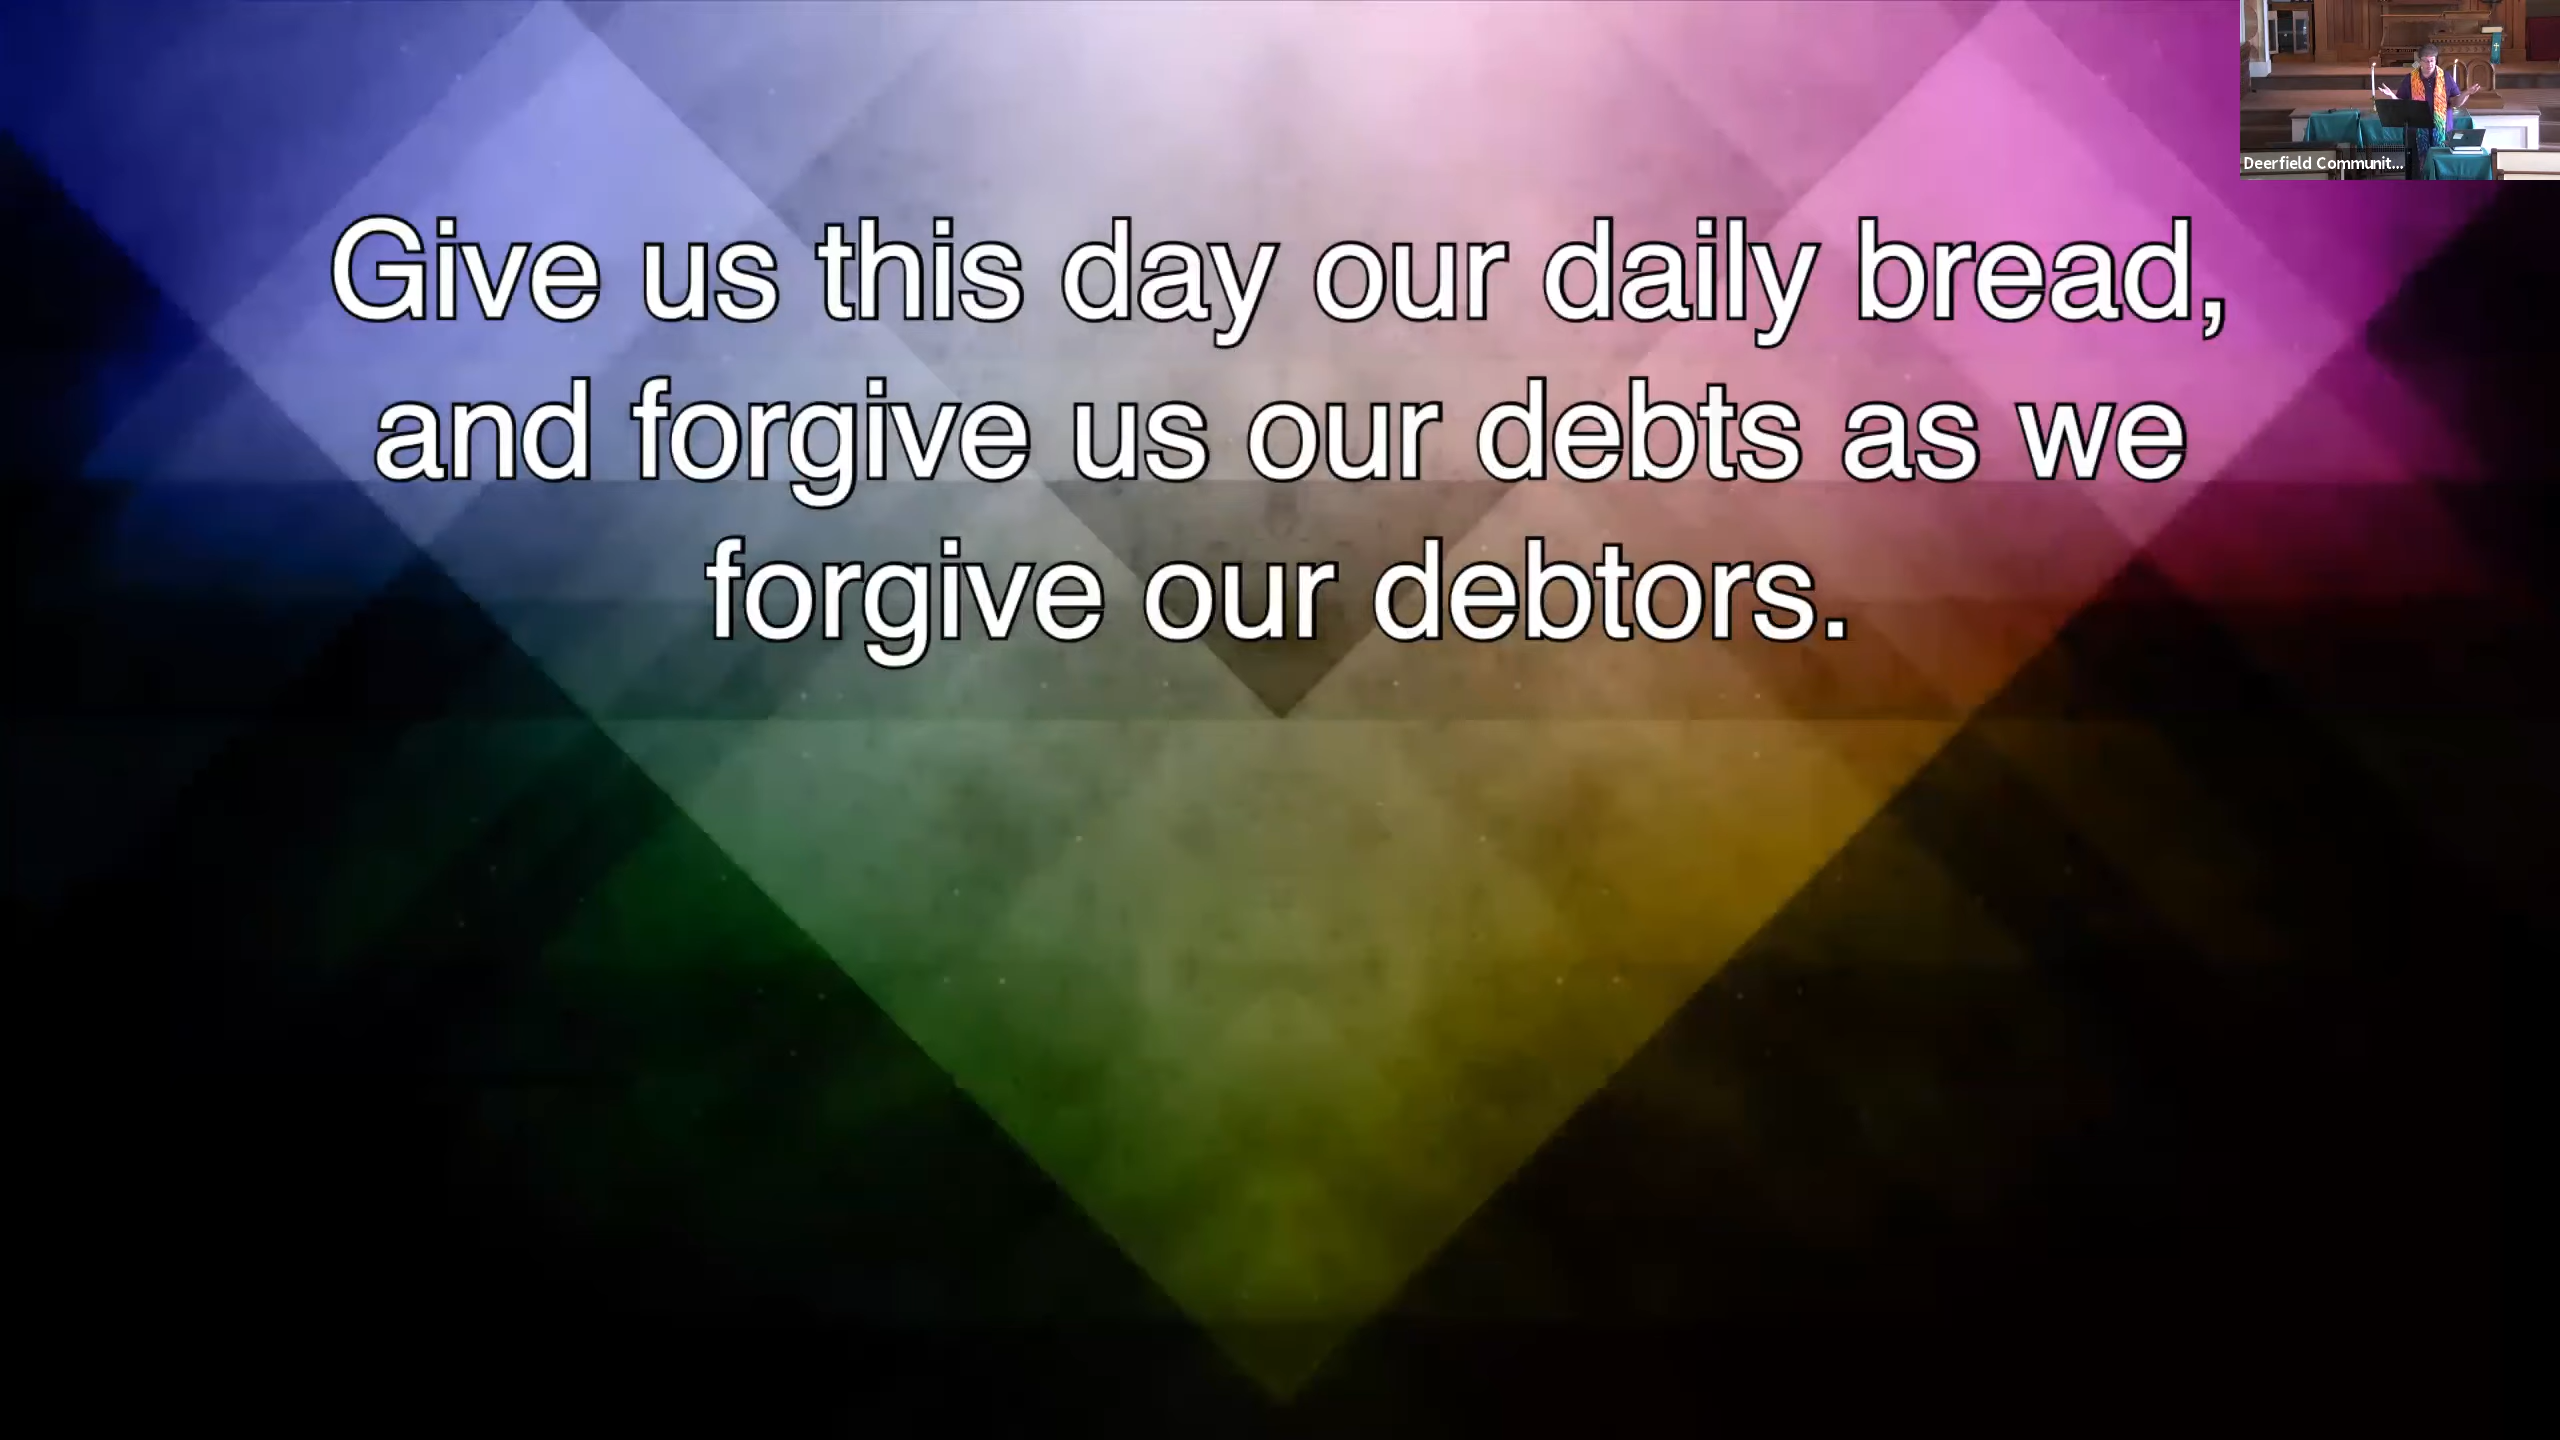 Give us this day our daily bread,
and forgive us our debts as we
forgive our debtors.
Deerfield Communit...